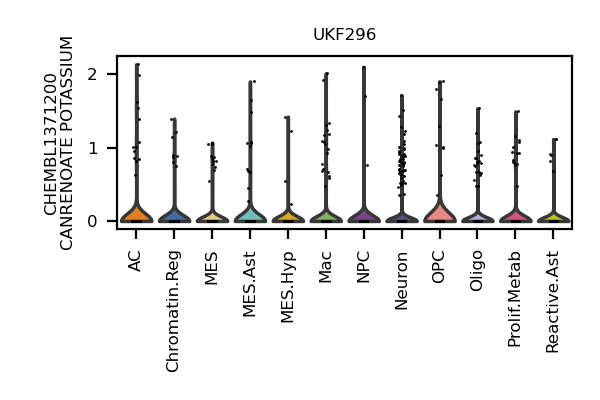 UKF296
CHEMBL1371200
CANRENOATE POTASSIUM
2
1
0
AC
Chromatin.Reg
MES
MES.Ast
MES.Hyp
Mac
NPC
Neuron
OPC
Oligo
Prolif.Metab
Reactive.Ast